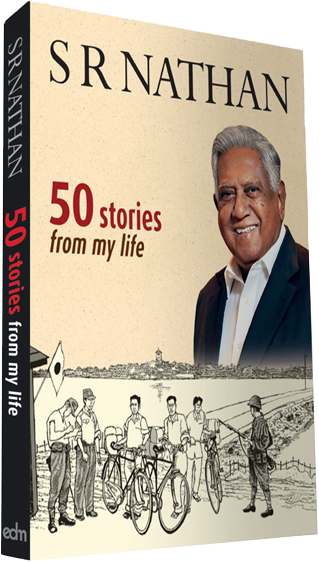 S R NATHAN
50 stories
from my life
S R NATHAN
50 stories from my life
edm